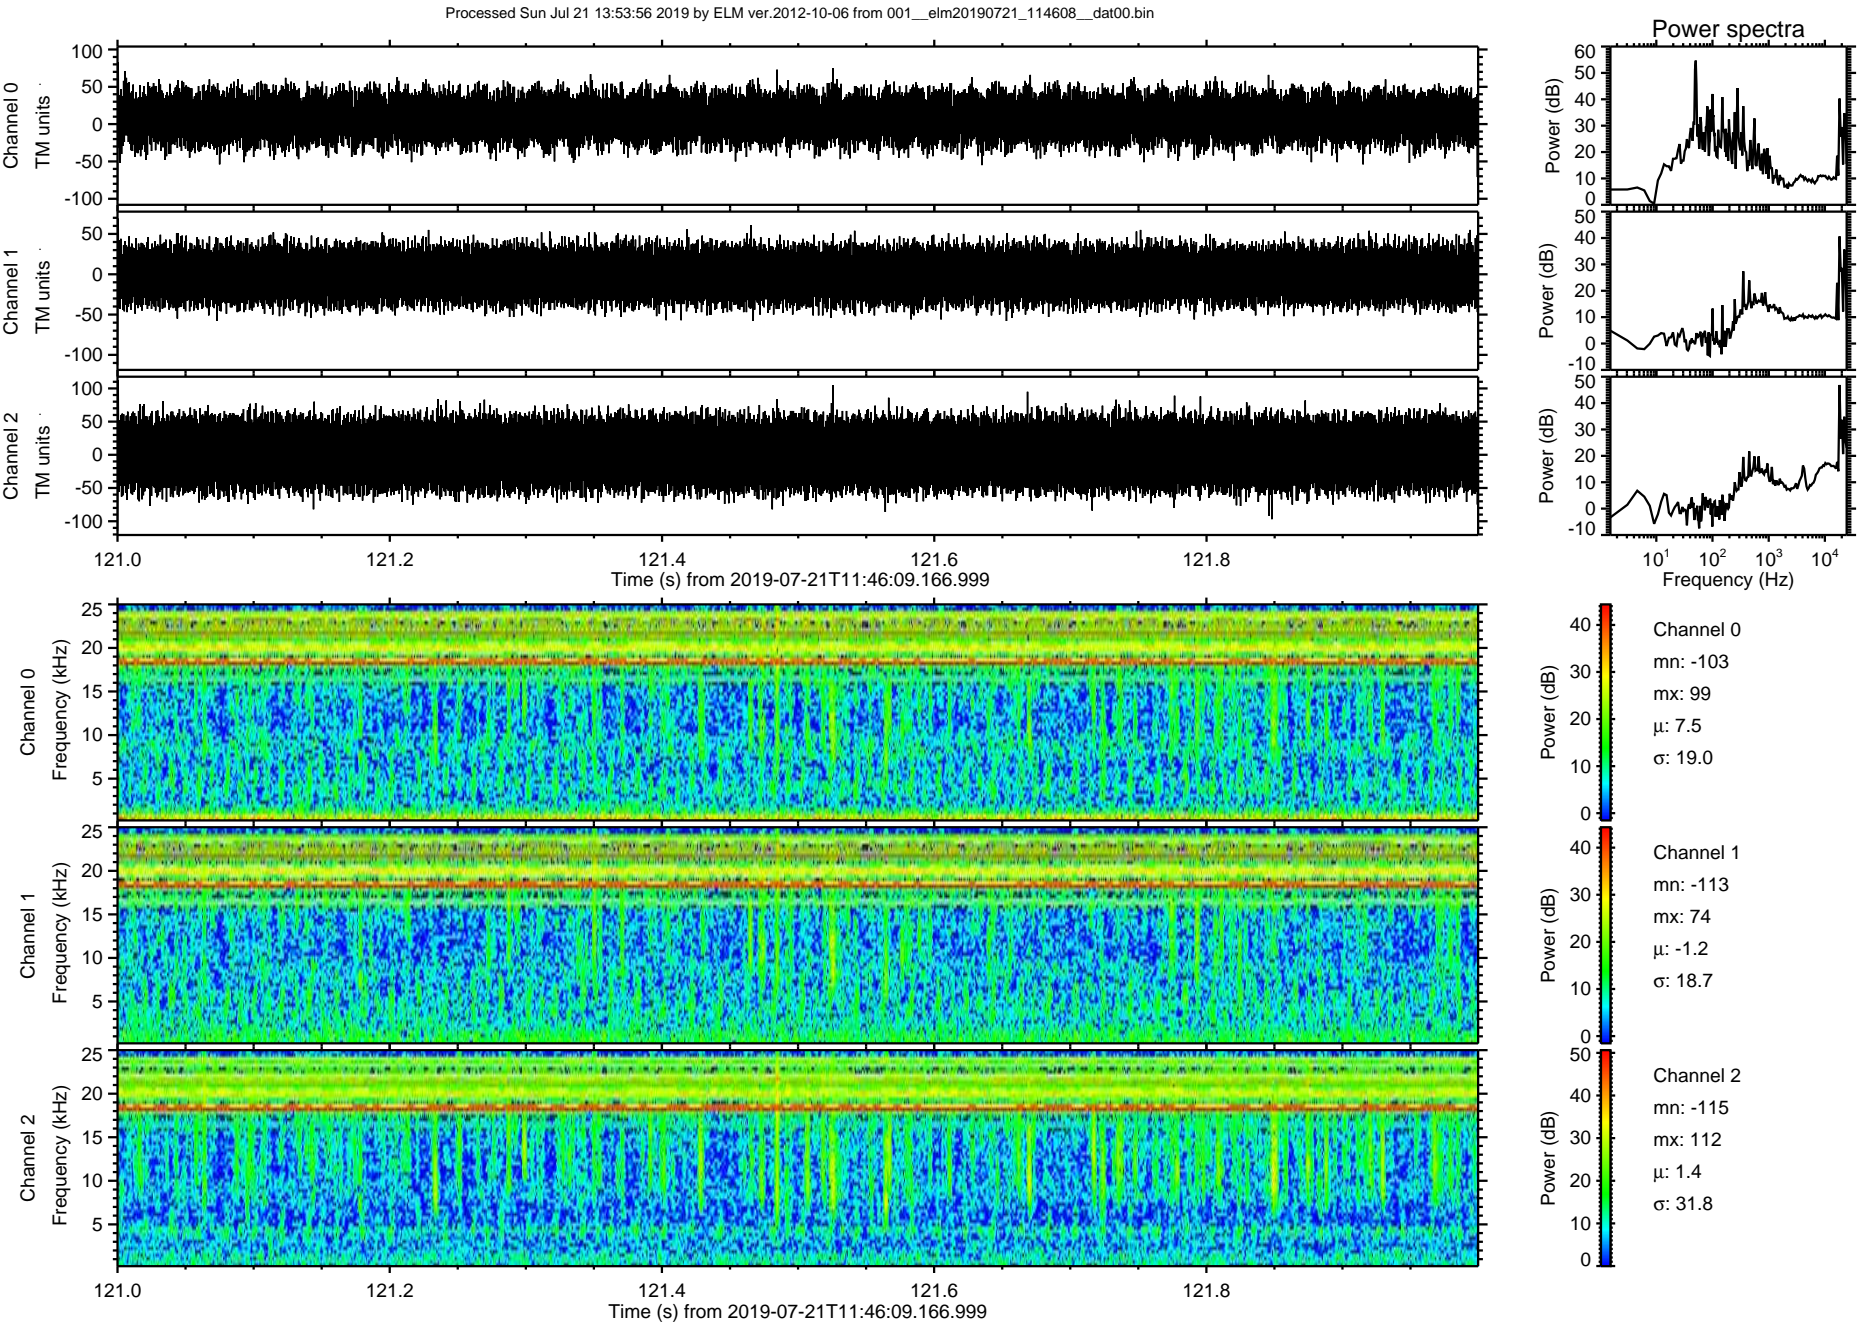 Processed Sun Jul 21 13:53:56 2019 by ELM ver.2012-10-06 from 001__elm20190721_114608__dat00.bin
Power spectra
Channel 0
TM units
100
50
0
-50
-100
Power (dB)
60
50
40
30
20
10
0
Channel 1
TM units
50
0
-50
-100
Power (dB)
50
40
30
20
10
0
-10
Channel 2
TM units
100
50
0
-50
-100
Power (dB)
50
40
30
20
10
0
-10
121.0 121.2 121.4 121.6 121.8
Time (s) from 2019-07-21T11:46:09.166.999
10¹ 10² 10³ 10⁴
Frequency (Hz)
Channel 0
Frequency (kHz)
25
20
15
10
5
Power (dB)
40
30
20
10
0
Channel 0
mn: -103
mx: 99
μ: 7.5
σ: 19.0
Channel 1
Frequency (kHz)
25
20
15
10
5
Power (dB)
40
30
20
10
0
Channel 1
mn: -113
mx: 74
μ: -1.2
σ: 18.7
Channel 2
Frequency (kHz)
25
20
15
10
5
Power (dB)
50
40
30
20
10
0
Channel 2
mn: -115
mx: 112
μ: 1.4
σ: 31.8
121.0 121.2 121.4 121.6 121.8
Time (s) from 2019-07-21T11:46:09.166.999